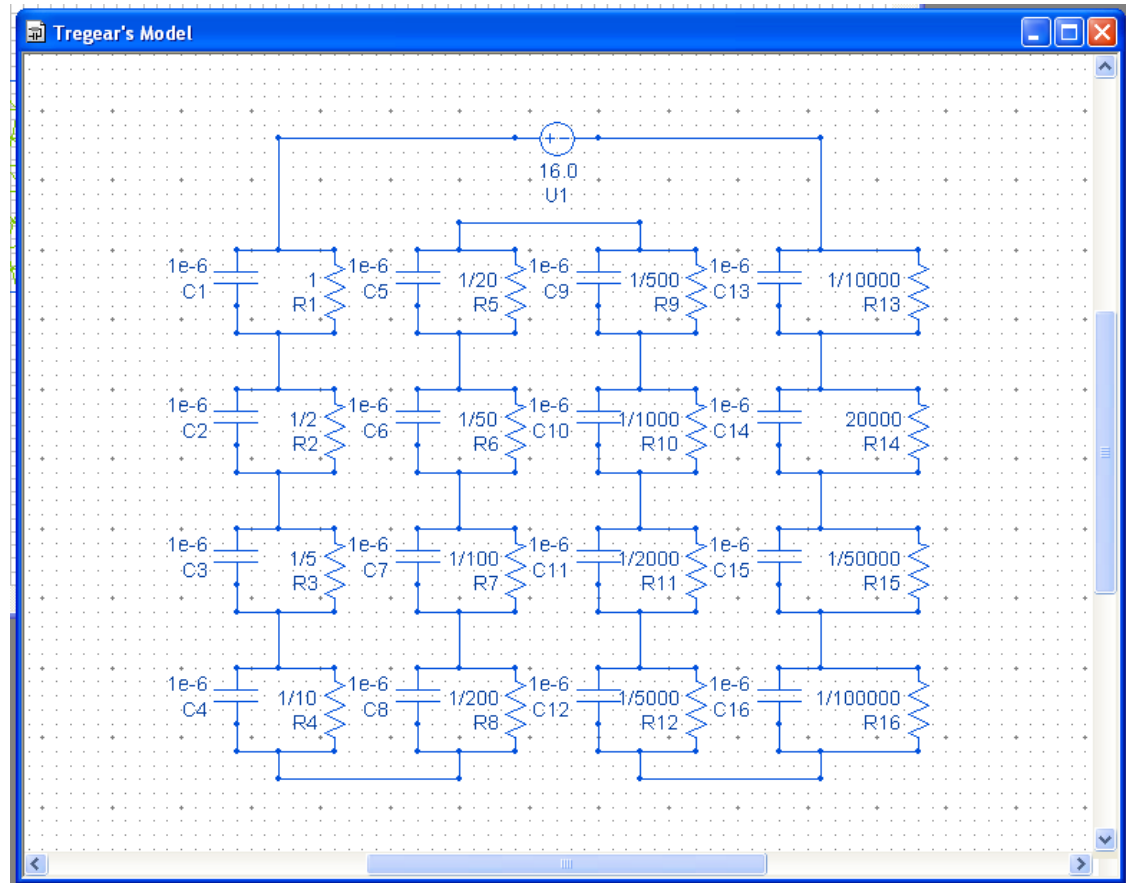 Tregear's Model
16.0
U1
1e-6
C1
1
R1
1e-6
C5
1/20
R5
1e-6
C9
1/500
R9
1e-6
C13
1/10000
R13
1e-6
C2
1/2
R2
1e-6
C6
1/50
R6
1e-6
C10
1/1000
R10
1e-6
C14
20000
R14
1e-6
C3
1/5
R3
1e-6
C7
1/100
R7
1e-6
C11
1/2000
R11
1e-6
C15
1/50000
R15
1e-6
C4
1/10
R4
1e-6
C8
1/200
R8
1e-6
C12
1/5000
R12
1e-6
C16
1/100000
R16